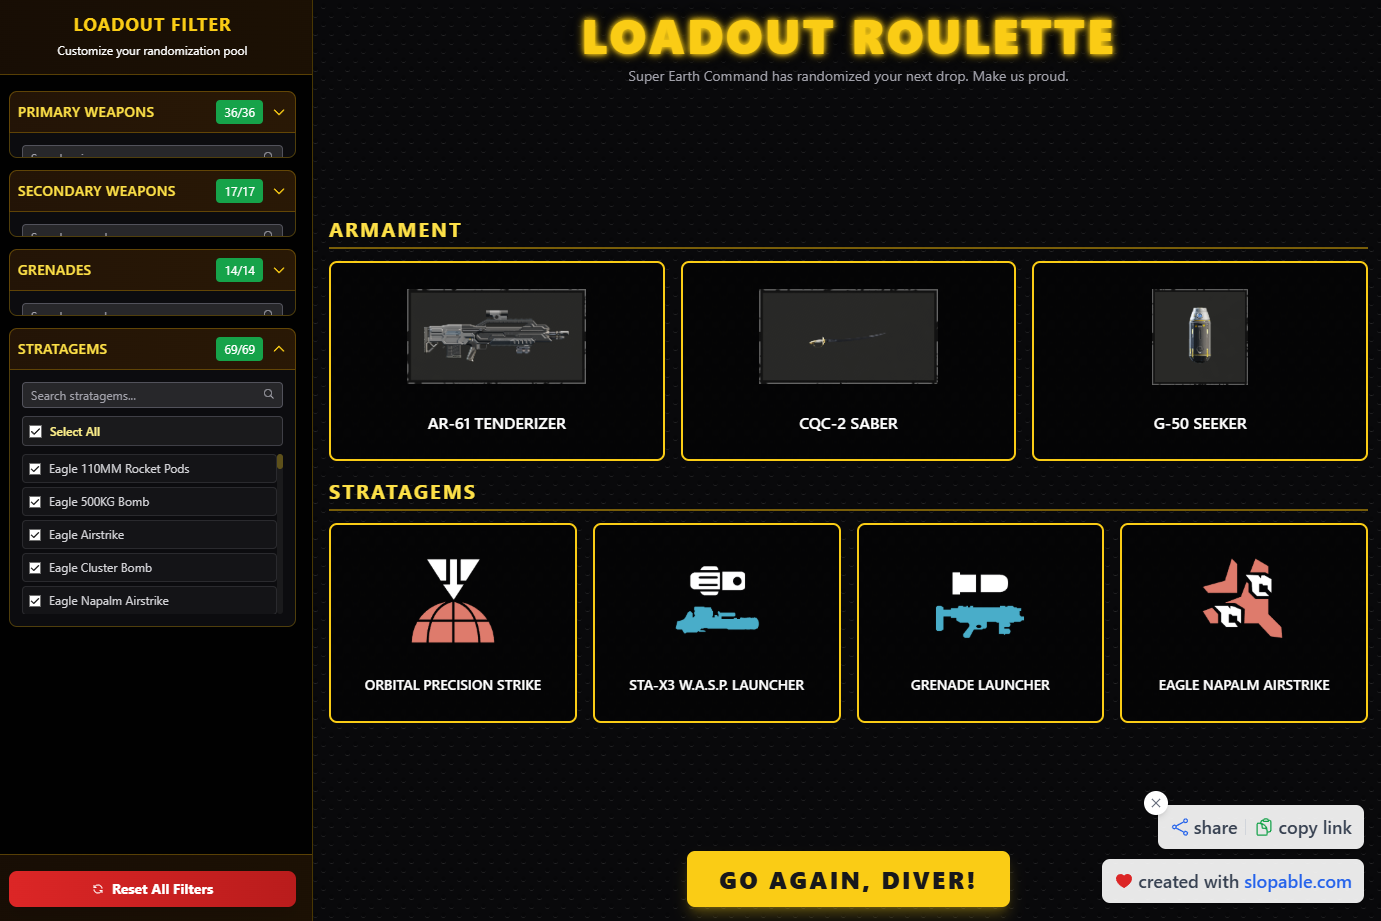 LOADOUT FILTER
Customize your randomization pool
PRIMARY WEAPONS 36/36
SECONDARY WEAPONS 17/17
GRENADES 14/14
STRATAGEMS 69/69
Search stratagems...
Select All
Eagle 110MM Rocket Pods
Eagle 500KG Bomb
Eagle Airstrike
Eagle Cluster Bomb
Eagle Napalm Airstrike
Reset All Filters
LOADOUT ROULETTE
Super Earth Command has randomized your next drop. Make us proud.
ARMAMENT
AR-61 TENDERIZER
CQC-2 SABER
G-50 SEEKER
STRATAGEMS
ORBITAL PRECISION STRIKE
STA-X3 W.A.S.P. LAUNCHER
GRENADE LAUNCHER
EAGLE NAPALM AIRSTRIKE
GO AGAIN, DIVER!
share copy link
created with slopable.com